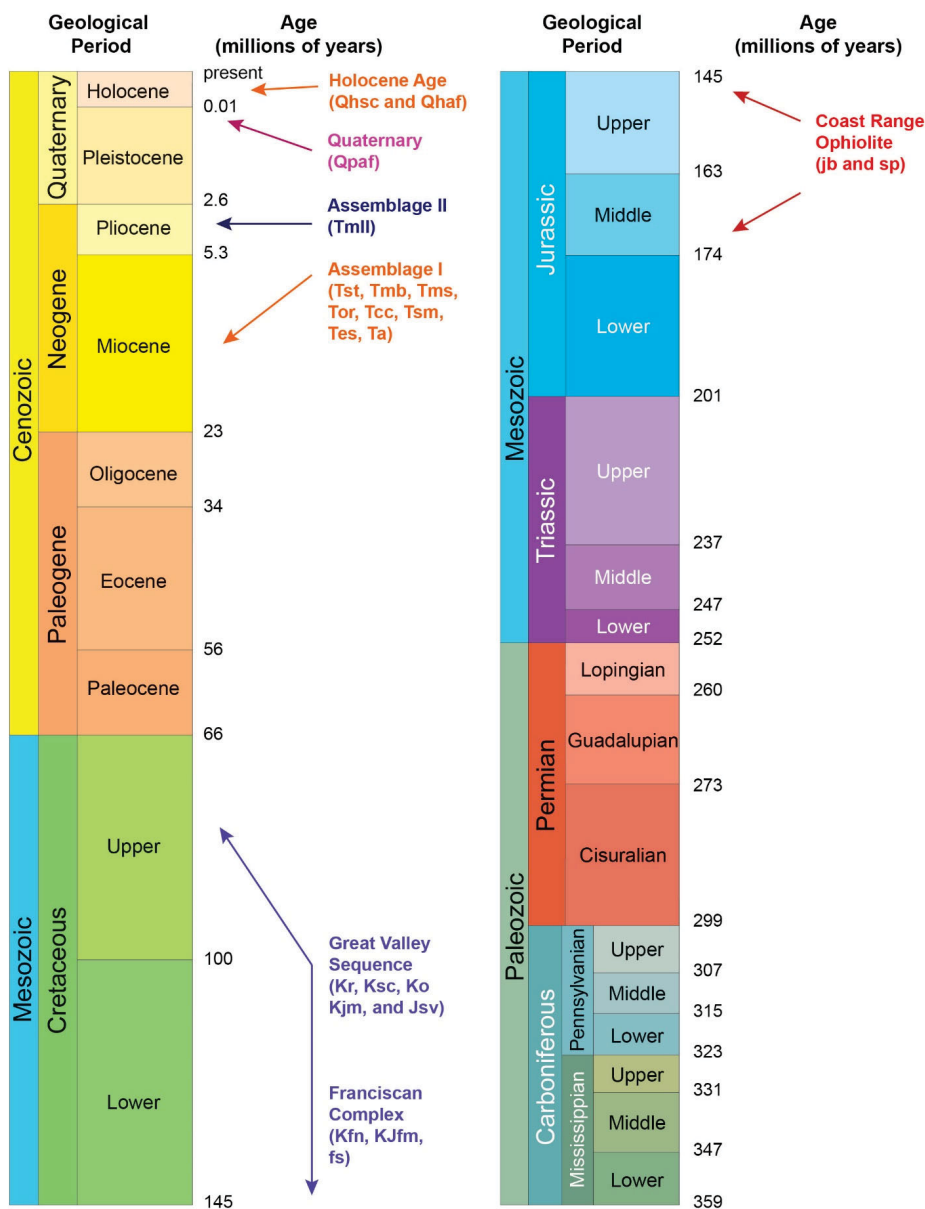 Geological
Period
Age
(millions of years)
Cenozoic
Quaternary
Holocene
Pleistocene
Neogene
Pliocene
Miocene
Paleogene
Oligocene
Eocene
Paleocene
Mesozoic
Cretaceous
Upper
Lower
present
0.01
2.6
5.3
23
34
56
66
100
145
Holocene Age
(Qhsc and Qhaf)
Quaternary
(Qpaf)
Assemblage II
(TmII)
Assemblage I
(Tst, Tmb, Tms,
Tor, Tcc, Tsm,
Tes, Ta)
Great Valley
Sequence
(Kr, Ksc, Ko
Kjm, and Jsv)
Franciscan
Complex
(Kfn, KJfm,
fs)
Geological
Period
Age
(millions of years)
Mesozoic
Jurassic
Upper
Middle
Lower
Triassic
Upper
Middle
Lower
Paleozoic
Permian
Lopingian
Guadalupian
Cisuralian
Carboniferous
Pennsylvanian
Upper
Middle
Lower
Mississippian
Upper
Middle
Lower
145
163
174
201
237
247
252
260
273
299
307
315
323
331
347
359
Coast Range
Ophiolite
(jb and sp)